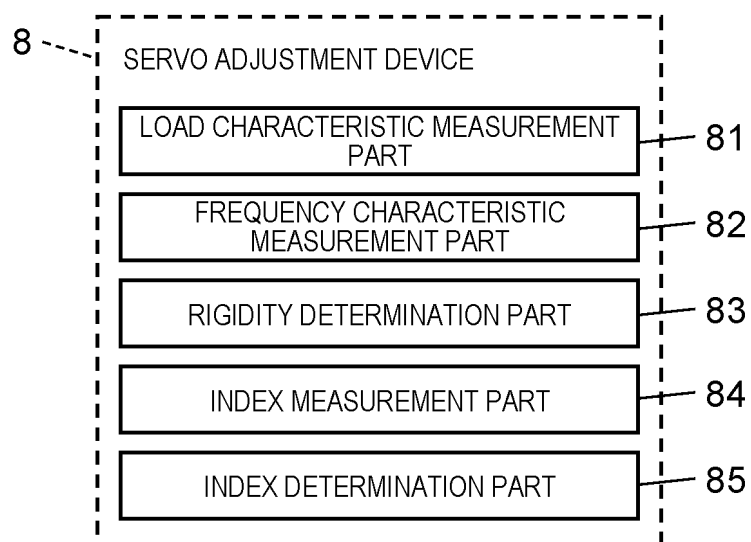 8
SERVO ADJUSTMENT DEVICE
LOAD CHARACTERISTIC MEASUREMENT
PART
81
FREQUENCY CHARACTERISTIC
MEASUREMENT PART
82
RIGIDITY DETERMINATION PART
83
INDEX MEASUREMENT PART
84
INDEX DETERMINATION PART
85